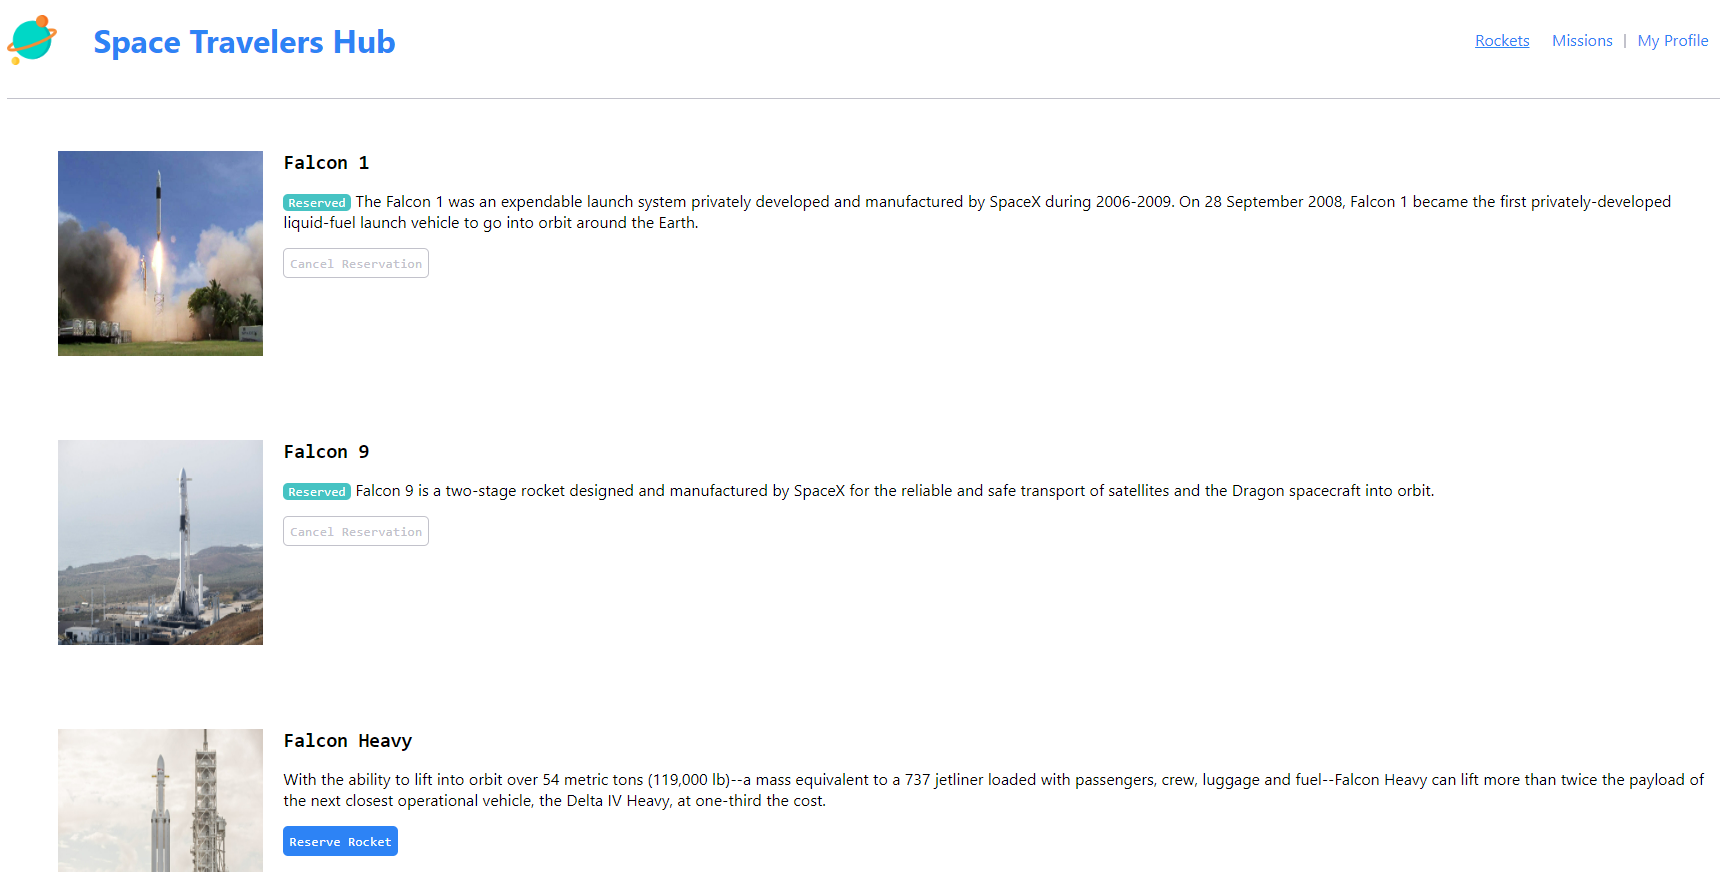 Space Travelers Hub
Rockets Missions | My Profile
Falcon 1
Reserved The Falcon 1 was an expendable launch system privately developed and manufactured by SpaceX during 2006-2009. On 28 September 2008, Falcon 1 became the first privately-developed
liquid-fuel launch vehicle to go into orbit around the Earth.
Cancel Reservation
Falcon 9
Reserved Falcon 9 is a two-stage rocket designed and manufactured by SpaceX for the reliable and safe transport of satellites and the Dragon spacecraft into orbit.
Cancel Reservation
Falcon Heavy
With the ability to lift into orbit over 54 metric tons (119,000 lb)--a mass equivalent to a 737 jetliner loaded with passengers, crew, luggage and fuel--Falcon Heavy can lift more than twice the payload of
the next closest operational vehicle, the Delta IV Heavy, at one-third the cost.
Reserve Rocket